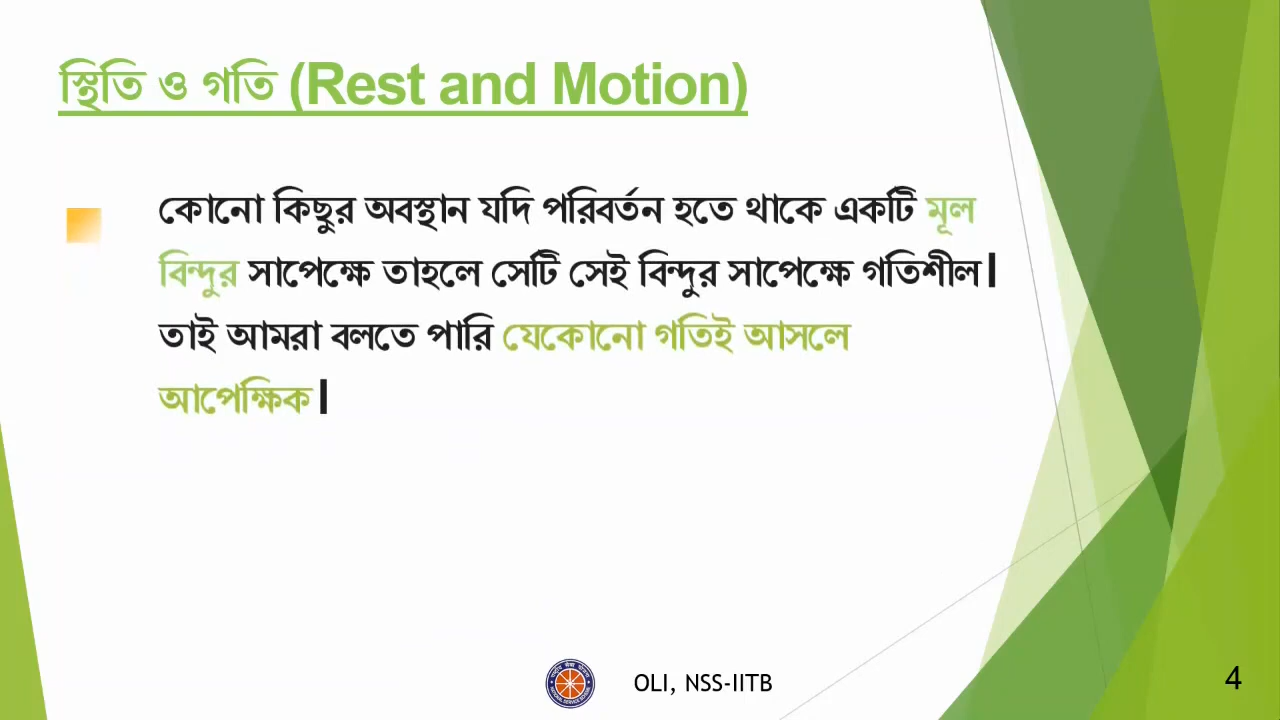 স্থিতি ও গতি (Rest and Motion)
কোনো কিছুর অবস্থান যদি পরিবর্তন হতে থাকে একটি মূল
বিন্দুর সাপেক্ষে তাহলে সেটি সেই বিন্দুর সাপেক্ষে গতিশীল।
তাই আমরা বলতে পারি যেকোনো গতিই আসলে
আপেক্ষিক।
OLI, NSS-IITB
4